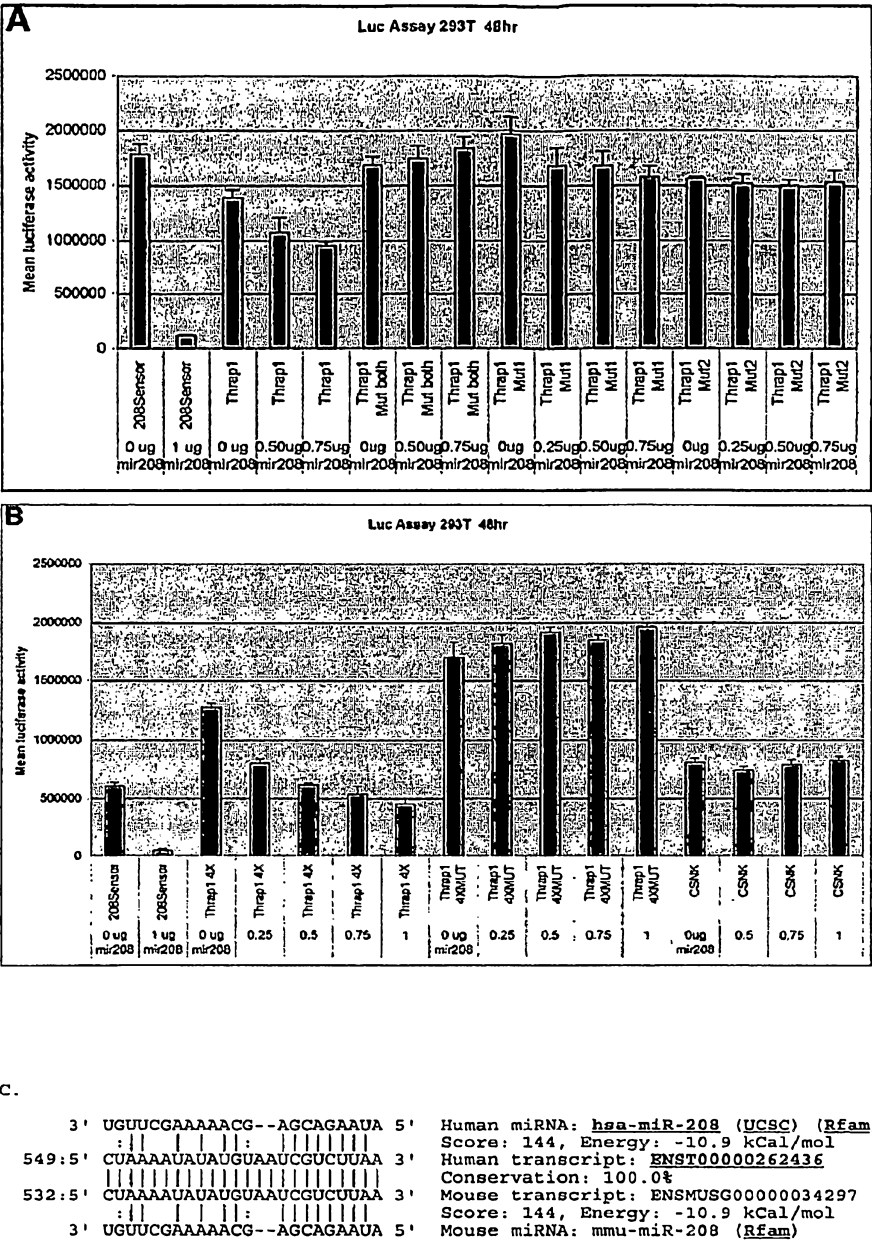 A
Luc Assay 293T 48hr
Mean luciferase activity
2500000
2000000
1500000
1000000
500000
0
208Sensor 208Sensor Thrap1 Thrap1 Thrap1 Thrap1 Mut both Thrap1 Mut both Thrap1 Mut both Thrap1 Mut1 Thrap1 Mut1 Thrap1 Mut1 Thrap1 Mut1 Thrap1 Mut2 Thrap1 Mut2 Thrap1 Mut2 Thrap1 Mut2
0 ug 1 ug 0 ug 0.50ug 0.75ug 0ug 0.50ug 0.75ug 0ug 0.25ug 0.50ug 0.75ug 0ug 0.25ug 0.50ug 0.75ug
mir208 mir208 mir208 mir208 mir208 mir208 mir208 mir208 mir208 mir208 mir208 mir208 mir208 mir208 mir208 mir208
B
Luc Assay 293T 48hr
Mean luciferase activity
2500000
2000000
1500000
1000000
500000
0
208Sensor 208Sensor Thrap1 4X Thrap1 4X Thrap1 4X Thrap1 4X Thrap1 4X Thrap1 4XMUT Thrap1 4XMUT Thrap1 4XMUT Thrap1 4XMUT Thrap1 4XMUT CSNK CSNK CSNK CSNK
0 ug 1 ug 0 ug 0.25 0.5 0.75 1 0 ug 0.25 0.5 0.75 1 0ug 0.5 0.75 1
mir208 mir208 mir208 mir208 mir208
C.
3' UGUUCGAAAAACG--AGCAGAAUA 5' Human miRNA: hsa-miR-208 (UCSC) (Rfam
:|| | | ||: |||||||| Score: 144, Energy: -10.9 kCal/mol
549:5' CUAAAAUAUAUGUAAUCGUCUUAA 3' Human transcript: ENST00000262436
|||||||||||||||||||||||| Conservation: 100.0%
532:5' CUAAAAUAUAUGUAAUCGUCUUAA 3' Mouse transcript: ENSMUSG00000034297
:|| | | ||: |||||||| Score: 144, Energy: -10.9 kCal/mol
3' UGUUCGAAAAACG--AGCAGAAUA 5' Mouse miRNA: mmu-miR-208 (Rfam)